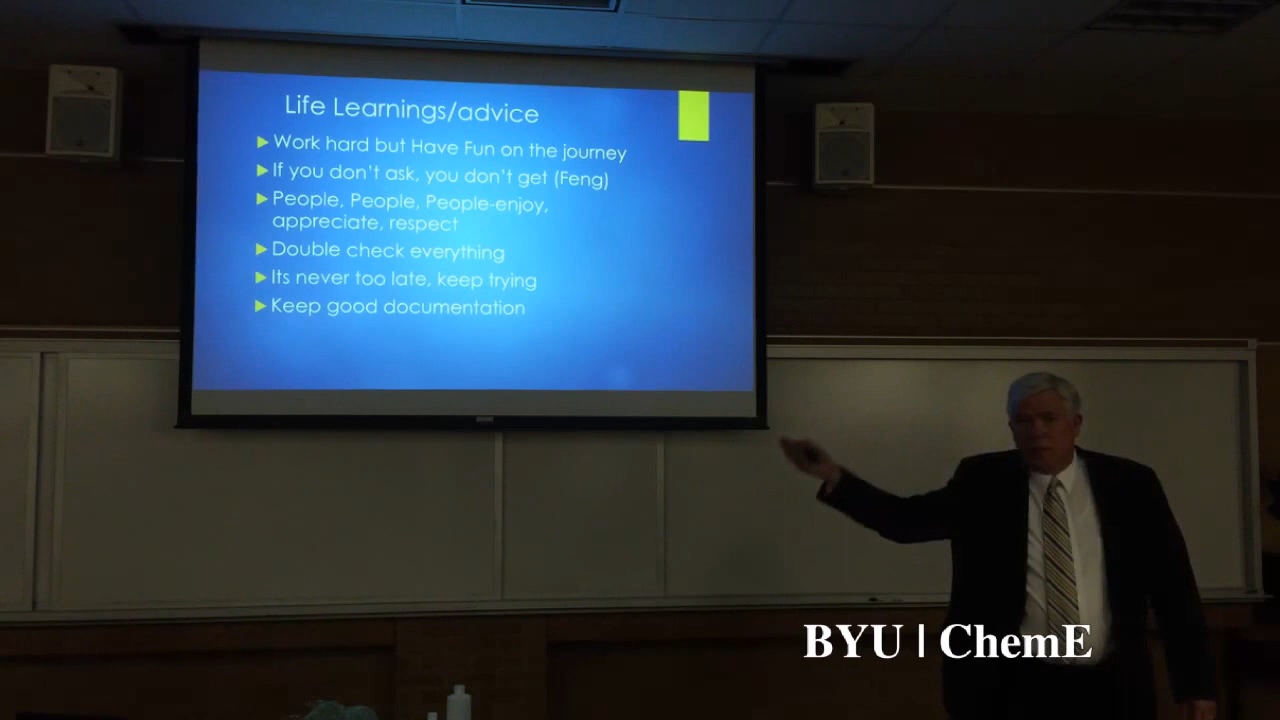 Life Learnings/advice
Work hard but Have Fun on the journey
If you don't ask, you don't get (Feng)
People, People, People-enjoy,
appreciate, respect
Double check everything
Its never too late, keep trying
Keep good documentation
BYU | ChemE